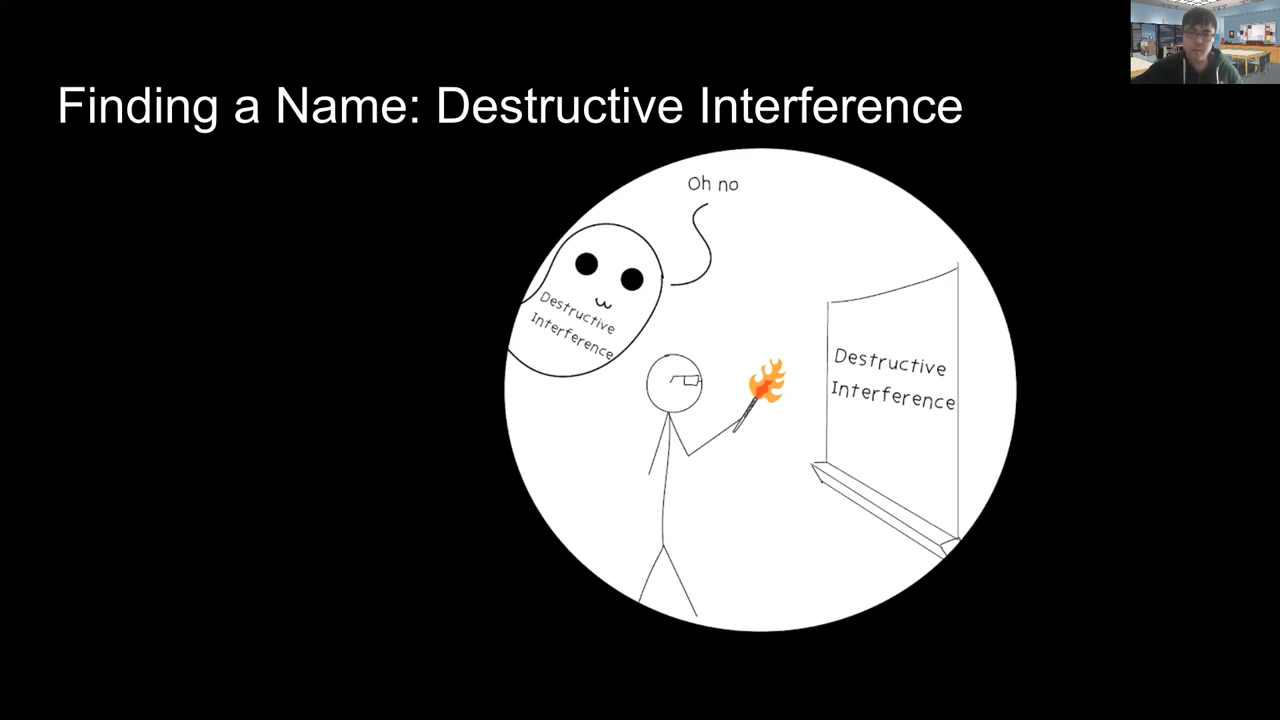 Finding a Name: Destructive Interference
Oh no
Destructive
Interference
Destructive
Interference